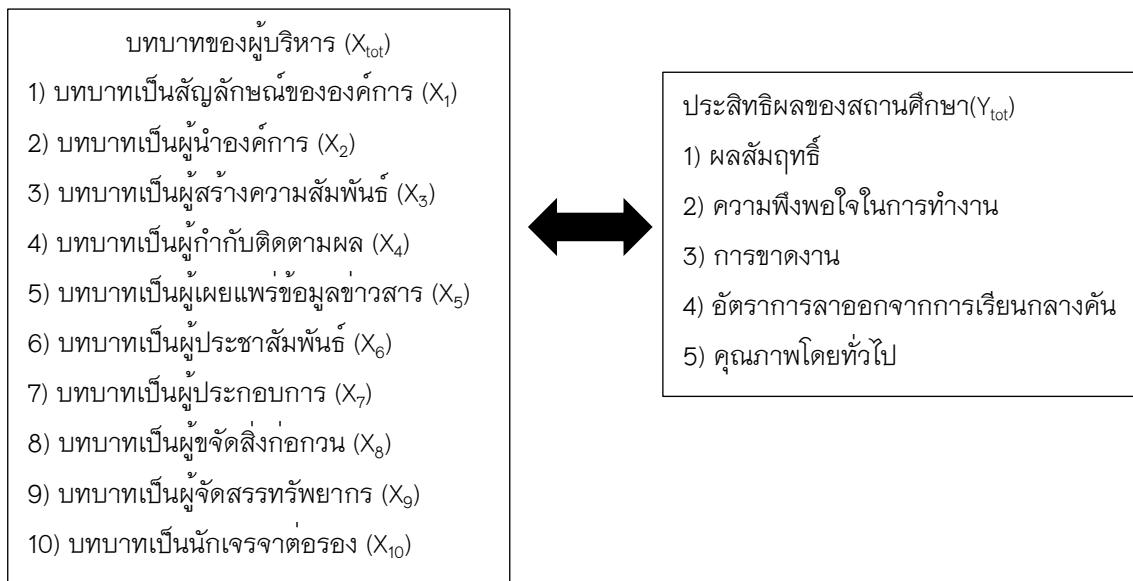 บทบาทของผู้บริหาร (X_tot)
1) บทบาทเป็นสัญลักษณ์ขององค์การ (X₁)
2) บทบาทเป็นผู้นำองค์การ (X₂)
3) บทบาทเป็นผู้สร้างความสัมพันธ์ (X₃)
4) บทบาทเป็นผู้กำกับติดตามผล (X₄)
5) บทบาทเป็นผู้เผยแพร่ข้อมูลข่าวสาร (X₅)
6) บทบาทเป็นผู้ประชาสัมพันธ์ (X₆)
7) บทบาทเป็นผู้ประกอบการ (X₇)
8) บทบาทเป็นผู้ขจัดสิ่งก่อกวน (X₈)
9) บทบาทเป็นผู้จัดสรรทรัพยากร (X₉)
10) บทบาทเป็นนักเจรจาต่อรอง (X₁₀)
ประสิทธิผลของสถานศึกษา(Y_tot)
1) ผลสัมฤทธิ์
2) ความพึงพอใจในการทำงาน
3) การขาดงาน
4) อัตราการลาออกจากการเรียนกลางคัน
5) คุณภาพโดยทั่วไป